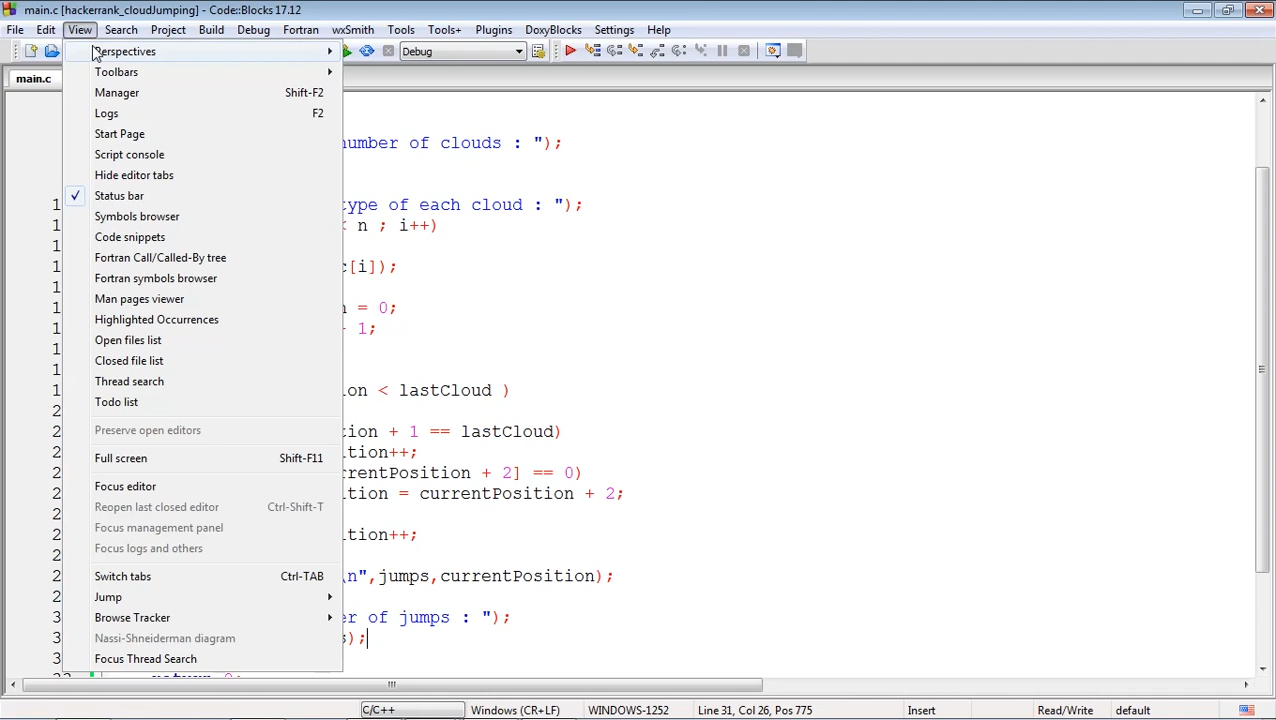 main.c [hackerrank_cloudJumping] - Code::Blocks 17.12
File Edit View Search Project Build Debug Fortran wxSmith Tools Tools+ Plugins DoxyBlocks Settings Help
Debug
main.c
Perspectives
Toolbars
Manager Shift-F2
Logs F2
Start Page
Script console
Hide editor tabs
Status bar
Symbols browser
Code snippets
Fortran Call/Called-By tree
Fortran symbols browser
Man pages viewer
Highlighted Occurrences
Open files list
Closed file list
Thread search
Todo list
Preserve open editors
Full screen Shift-F11
Focus editor
Reopen last closed editor Ctrl-Shift-T
Focus management panel
Focus logs and others
Switch tabs Ctrl-TAB
Jump
Browse Tracker
Nassi-Shneiderman diagram
Focus Thread Search
number of clouds : ");
type of each cloud : ");
< n ; i++)
c[i]);
= 0;
- 1;
on < lastCloud )
tion + 1 == lastCloud)
ition++;
rrentPosition + 2] == 0)
ition = currentPosition + 2;
ition++;
\n",jumps,currentPosition);
er of jumps : ");
s);
C/C++ Windows (CR+LF) WINDOWS-1252 Line 31, Col 26, Pos 775 Insert Read/Write default